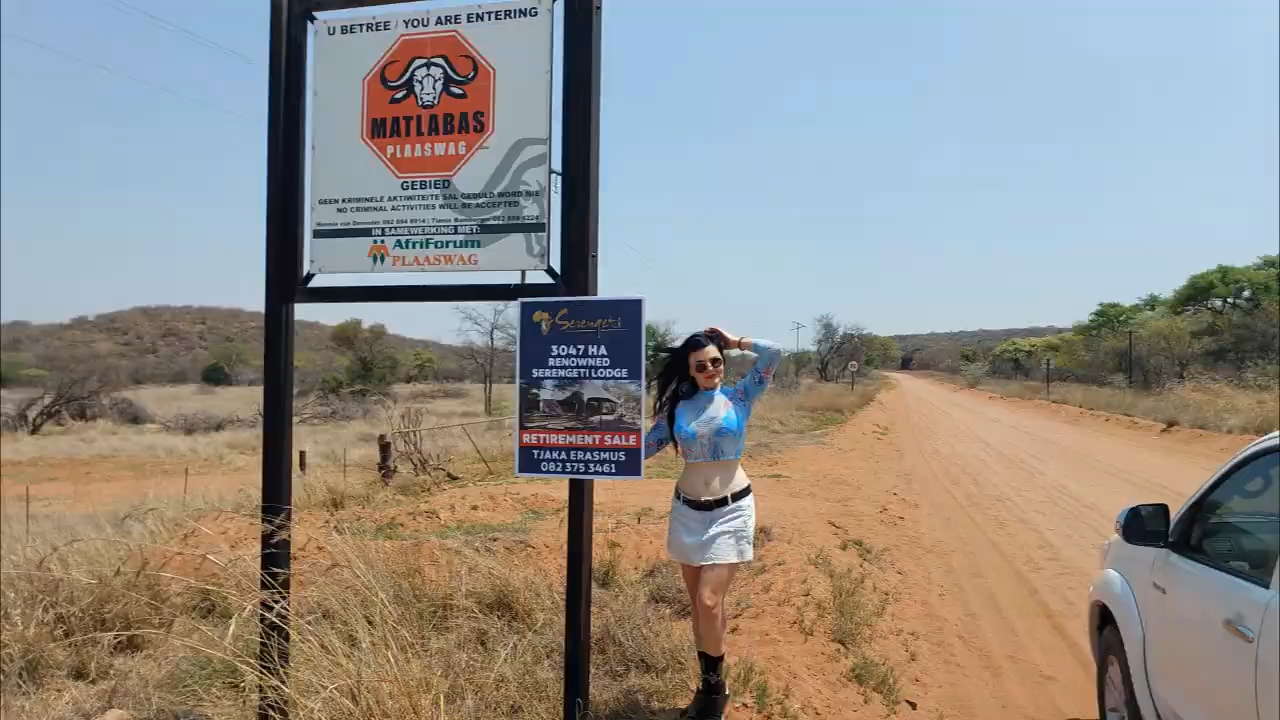 U BETREE / YOU ARE ENTERING
MATLABAS
PLAASWAG
GEBIED
GEEN KRIMINELE AKTIWITEITE SAL GEDULD WORD NIE
NO CRIMINAL ACTIVITIES WILL BE ACCEPTED
IN SAMEWERKING MET:
AfriForum
PLAASWAG
Serengeti
3047 HA
RENOWNED
SERENGETI LODGE
RETIREMENT SALE
TJAKA ERASMUS
082 375 3461